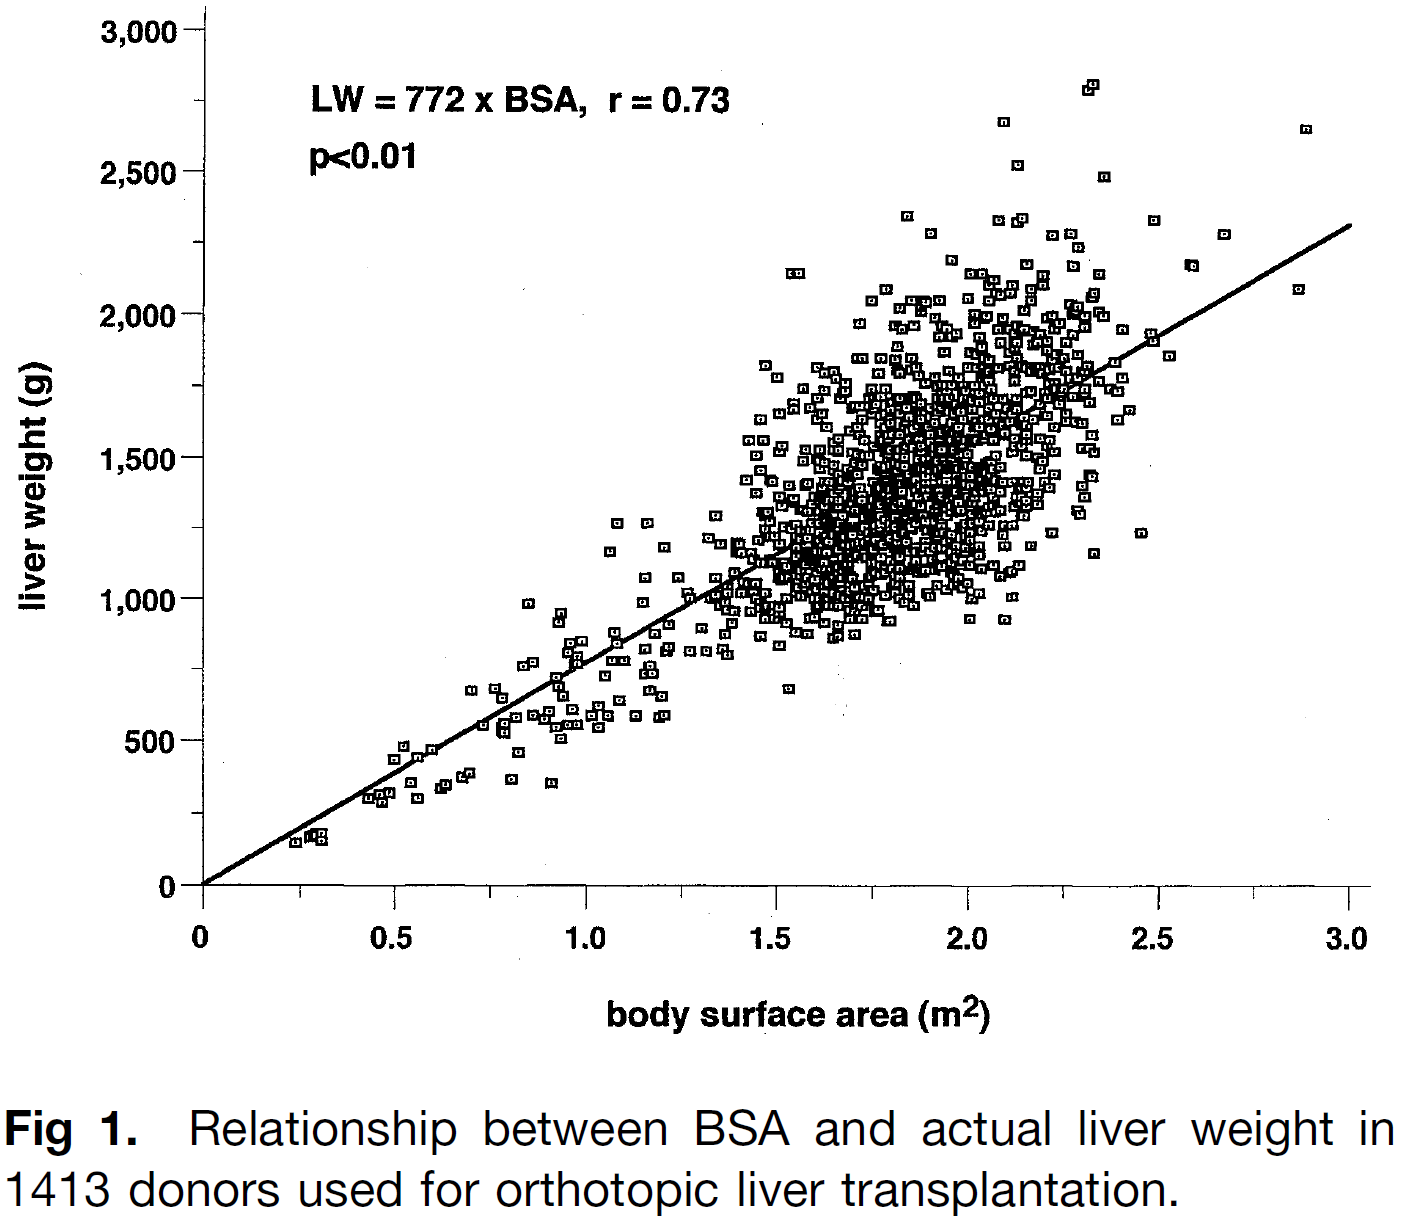 3,000
LW = 772 x BSA, r = 0.73
p<0.01
2,500
2,000
liver weight (g)
1,500
1,000
500
0
0 0.5 1.0 1.5 2.0 2.5 3.0
body surface area (m²)
Fig 1. Relationship between BSA and actual liver weight in
1413 donors used for orthotopic liver transplantation.